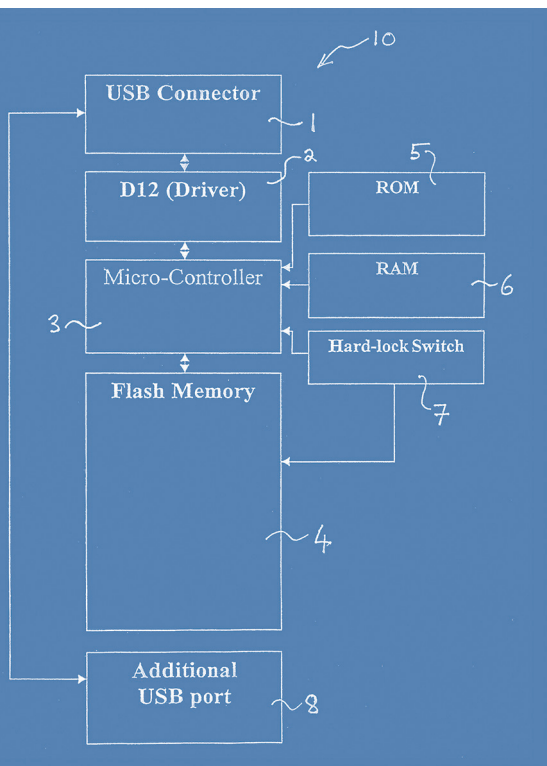 10
USB Connector
1
D12 (Driver)
2
5
ROM
Micro-Controller
3
RAM
6
Hard-lock Switch
7
Flash Memory
4
Additional
USB port
8